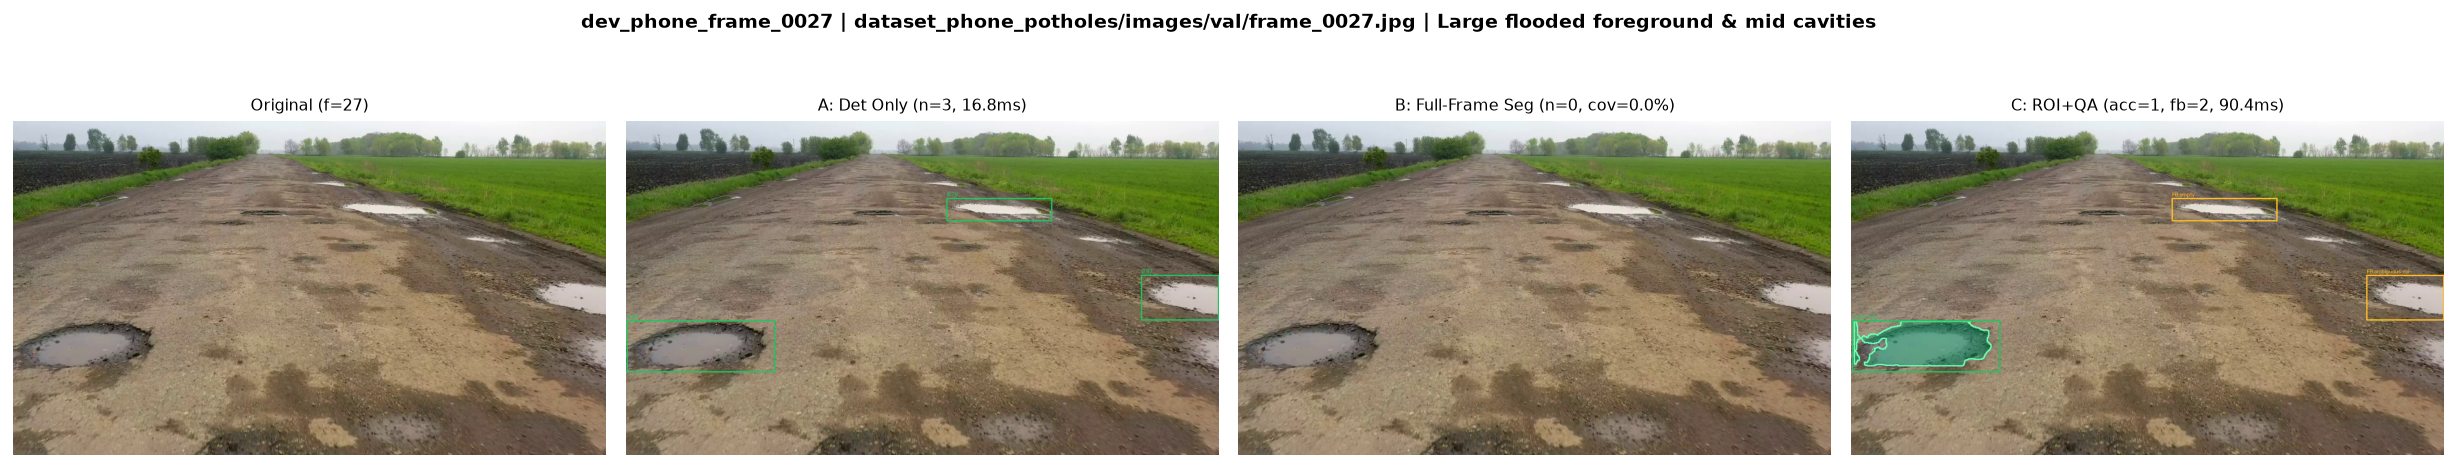 dev_phone_frame_0027 | dataset_phone_potholes/images/val/frame_0027.jpg | Large flooded foreground & mid cavities
Original (f=27)
A: Det Only (n=3, 16.8ms)
B: Full-Frame Seg (n=0, cov=0.0%)
C: ROI+QA (acc=1, fb=2, 90.4ms)